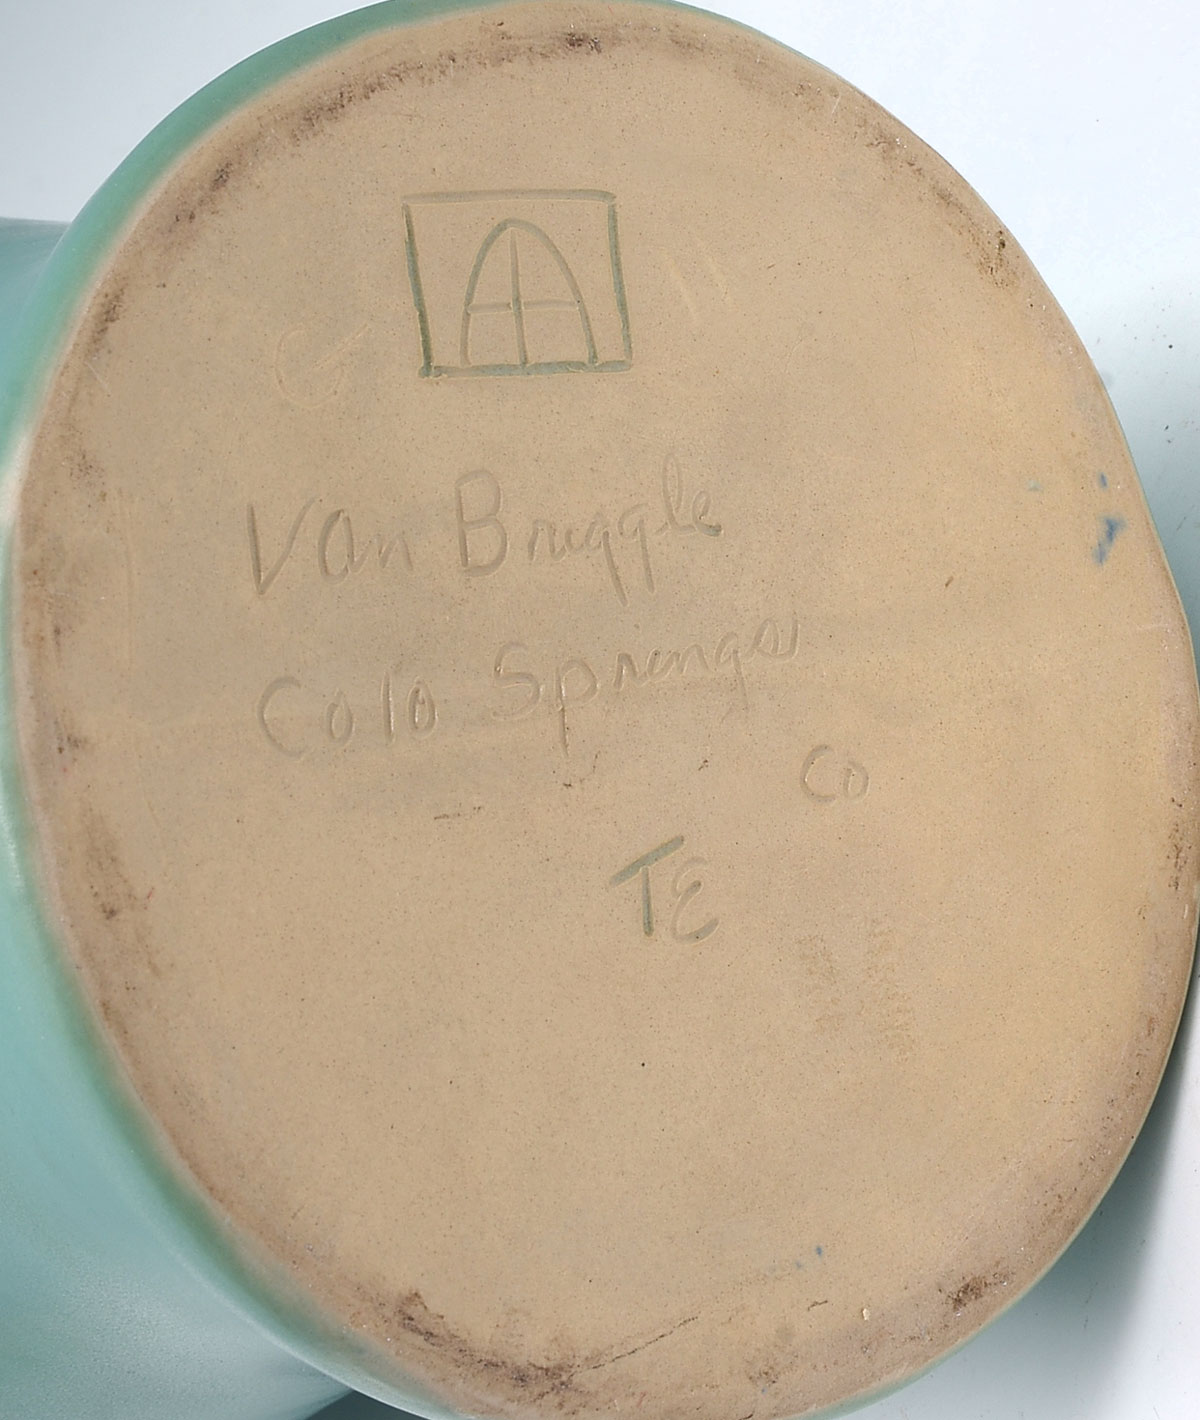 Van Briggle
Colo Springs
Co
TE